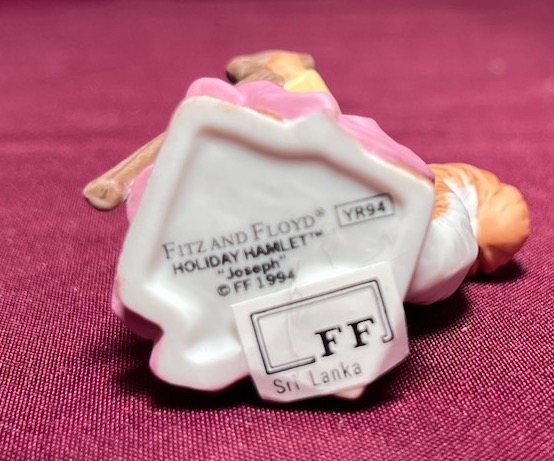 FITZ AND FLOYD® YR94
HOLIDAY HAMLET™
"Joseph"
© FF 1994
FF
Sri Lanka